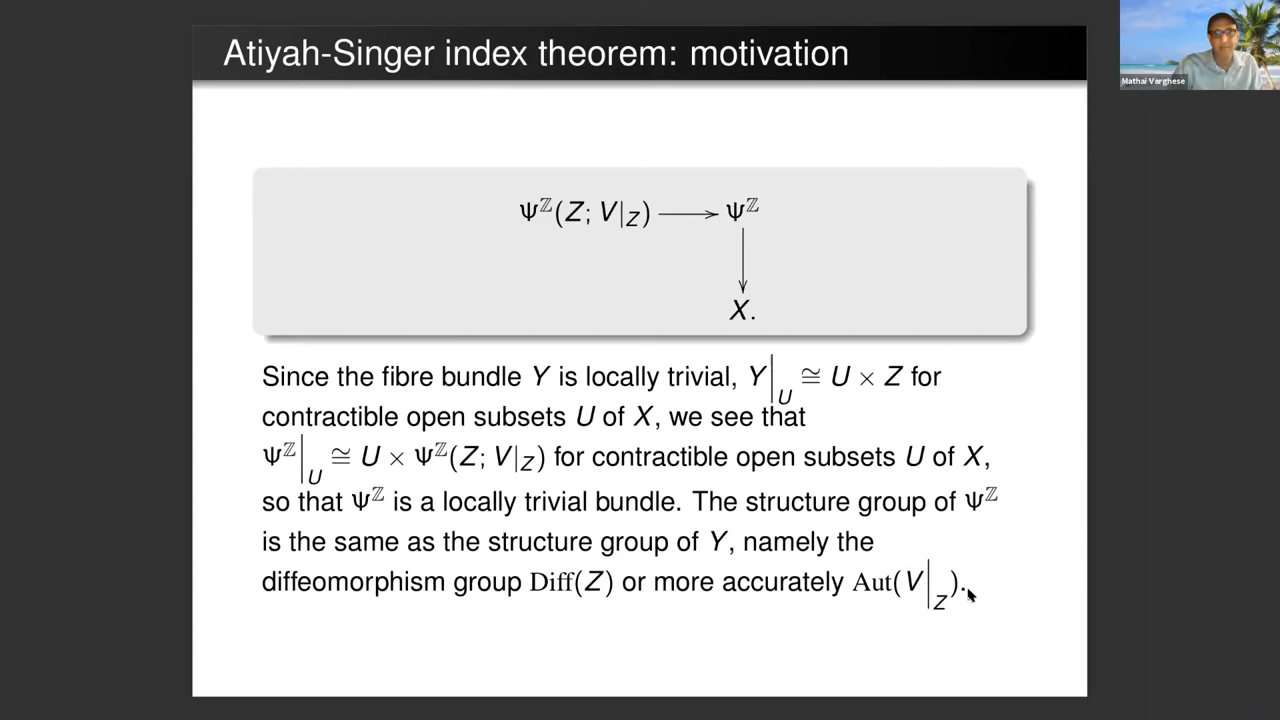 Atiyah-Singer index theorem: motivation
Mathai Varghese
Ψ^ℤ(Z; V|_Z) ⟶ Ψ^ℤ
X.
Since the fibre bundle Y is locally trivial, Y|_U ≅ U × Z for
contractible open subsets U of X, we see that
Ψ^ℤ|_U ≅ U × Ψ^ℤ(Z; V|_Z) for contractible open subsets U of X,
so that Ψ^ℤ is a locally trivial bundle. The structure group of Ψ^ℤ
is the same as the structure group of Y, namely the
diffeomorphism group Diff(Z) or more accurately Aut(V|_Z).